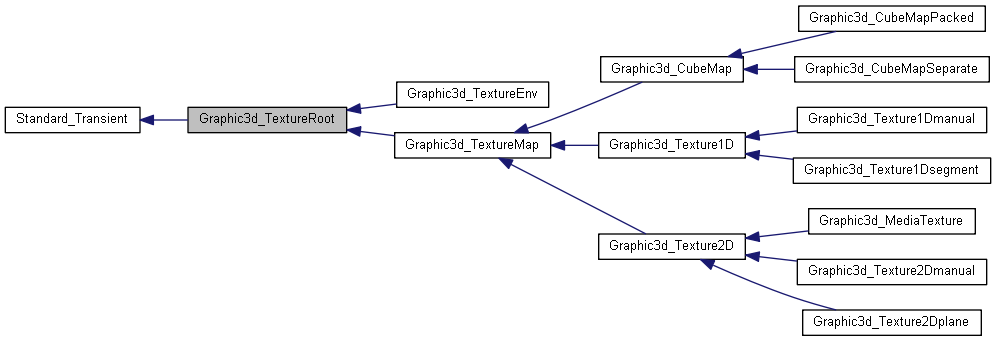 Graphic3d_CubeMapPacked
Graphic3d_CubeMap
Graphic3d_CubeMapSeparate
Graphic3d_TextureEnv
Standard_Transient
Graphic3d_TextureRoot
Graphic3d_Texture1Dmanual
Graphic3d_TextureMap
Graphic3d_Texture1D
Graphic3d_Texture1Dsegment
Graphic3d_MediaTexture
Graphic3d_Texture2D
Graphic3d_Texture2Dmanual
Graphic3d_Texture2Dplane